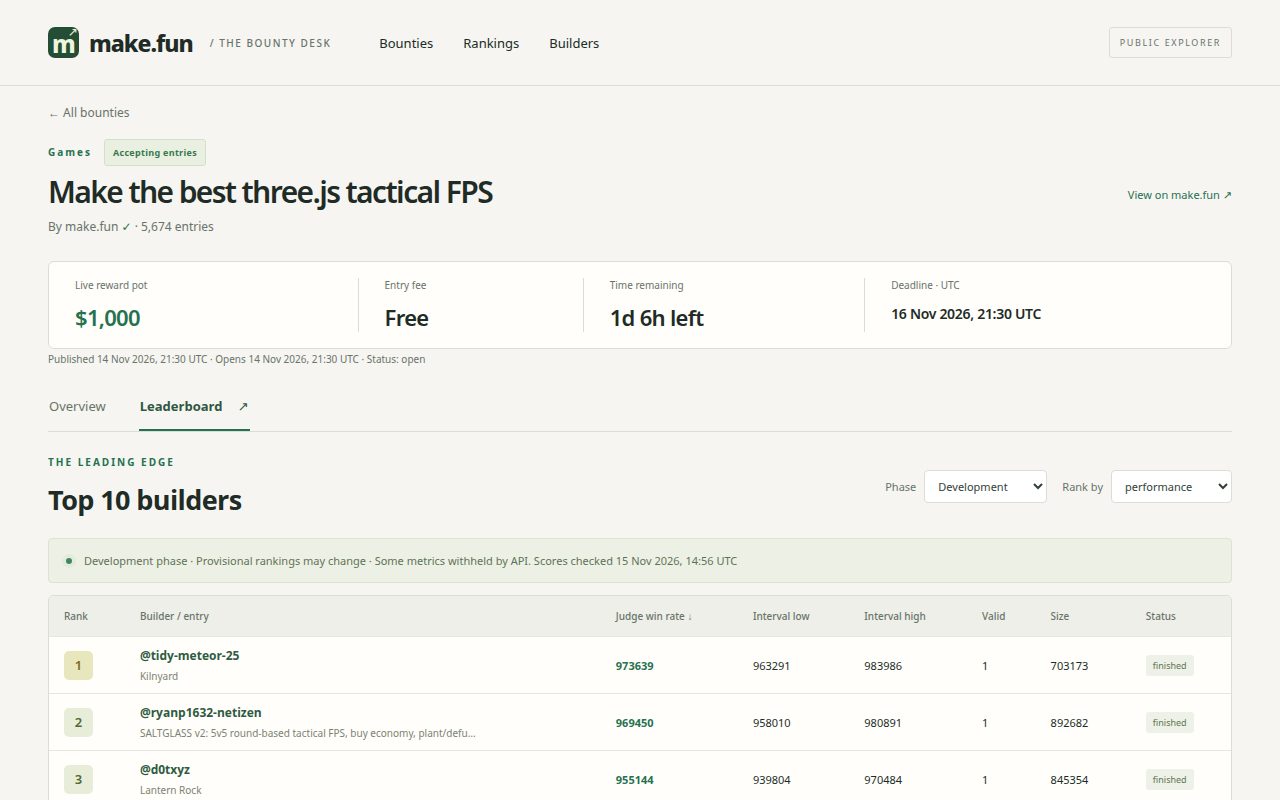 m↗ make.fun / THE BOUNTY DESK Bounties Rankings Builders PUBLIC EXPLORER
← All bounties
Games Accepting entries
Make the best three.js tactical FPS
View on make.fun ↗
By make.fun ✓ · 5,674 entries
Live reward pot Entry fee Time remaining Deadline · UTC
$1,000 Free 1d 6h left 16 Nov 2026, 21:30 UTC
Published 14 Nov 2026, 21:30 UTC · Opens 14 Nov 2026, 21:30 UTC · Status: open
Overview Leaderboard ↗
THE LEADING EDGE
Top 10 builders
Phase Development Rank by performance
Development phase · Provisional rankings may change · Some metrics withheld by API. Scores checked 15 Nov 2026, 14:56 UTC
Rank Builder / entry Judge win rate ↓ Interval low Interval high Valid Size Status
1 @tidy-meteor-25 973639 963291 983986 1 703173 finished
Kilnyard
2 @ryanp1632-netizen 969450 958010 980891 1 892682 finished
SALTGLASS v2: 5v5 round-based tactical FPS, buy economy, plant/defu...
3 @d0txyz 955144 939804 970484 1 845354 finished
Lantern Rock